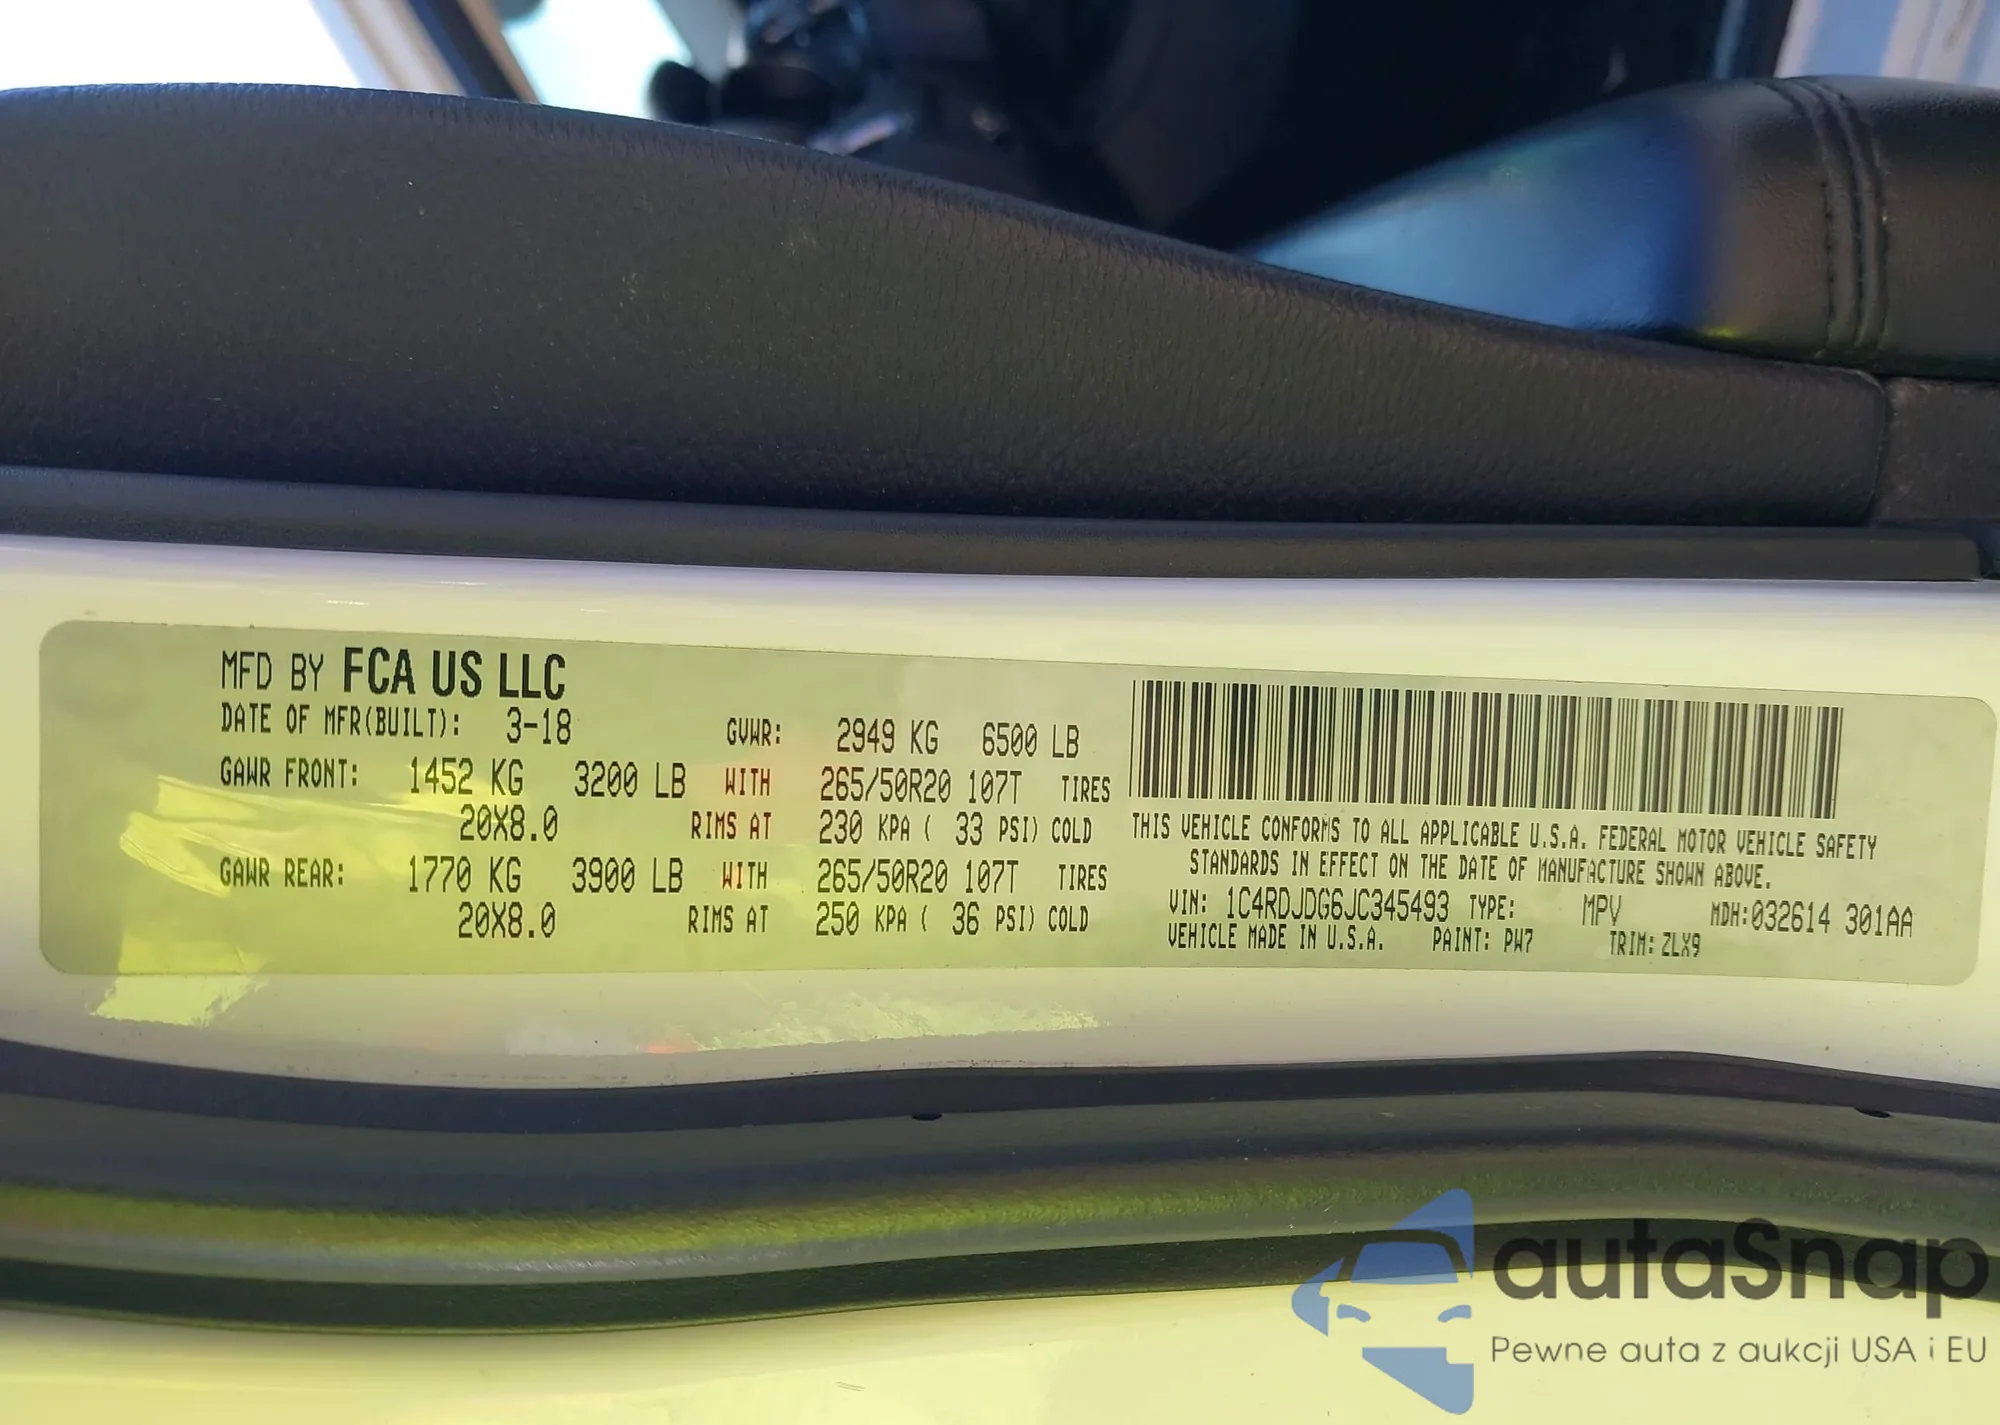 MFD BY FCA US LLC
DATE OF MFR(BUILT): 3-18 GVWR: 2949 KG 6500 LB
GAWR FRONT: 1452 KG 3200 LB WITH 265/50R20 107T TIRES
20X8.0 RIMS AT 230 KPA ( 33 PSI) COLD
GAWR REAR: 1770 KG 3900 LB WITH 265/50R20 107T TIRES
20X8.0 RIMS AT 250 KPA ( 36 PSI) COLD
THIS VEHICLE CONFORMS TO ALL APPLICABLE U.S.A. FEDERAL MOTOR VEHICLE SAFETY
STANDARDS IN EFFECT ON THE DATE OF MANUFACTURE SHOWN ABOVE.
VIN: 1C4RDJDG6JC345493 TYPE: MPV MDH:032614 301AA
VEHICLE MADE IN U.S.A. PAINT: PW7 TRIM: ZLX9
autaSnap
Pewne auta z aukcji USA i EU